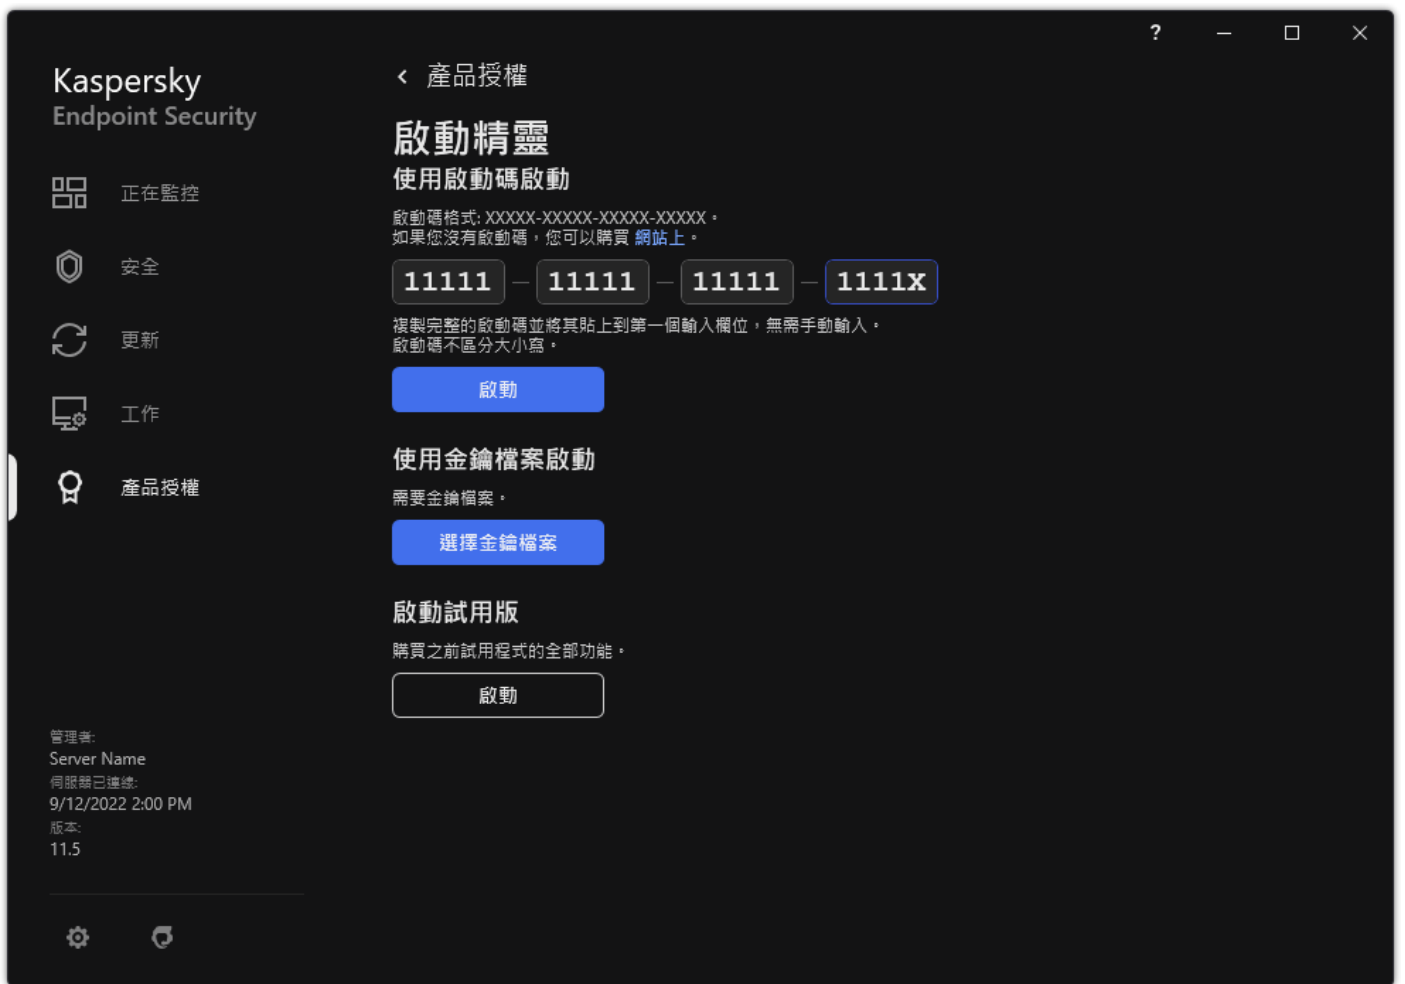 ?
Kaspersky
Endpoint Security
正在監控
安全
更新
工作
產品授權
管理者:
Server Name
伺服器已連線:
9/12/2022 2:00 PM
版本:
11.5
產品授權
啟動精靈
使用啟動碼啟動
啟動碼格式: XXXXX-XXXXX-XXXXX-XXXXX。
如果您沒有啟動碼，您可以購買 網站上。
11111 — 11111 — 11111 — 1111X
複製完整的啟動碼並將其貼上到第一個輸入欄位，無需手動輸入。
啟動碼不區分大小寫。
啟動
使用金鑰檔案啟動
需要金鑰檔案。
選擇金鑰檔案
啟動試用版
購買之前試用程式的全部功能。
啟動